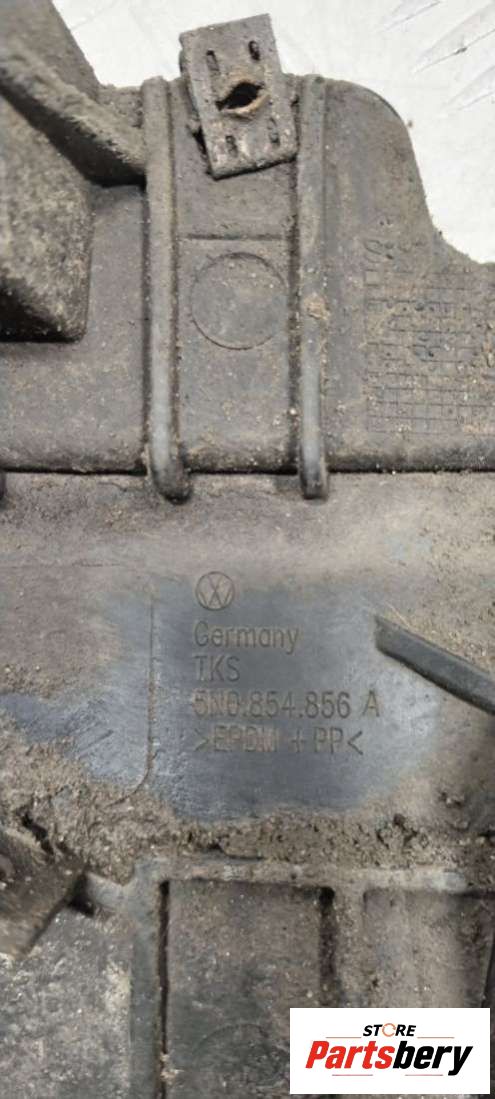 Germany
TKS
5N0.854.856 A
>EPDM + PP<
STORE
Partsbery